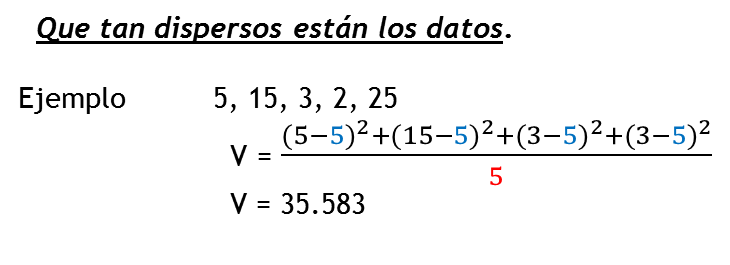 Que tan dispersos están los datos.
Ejemplo 5, 15, 3, 2, 25
V = \frac{(5−5)²+(15−5)²+(3−5)²+(3−5)²}{5}
V = 35.583